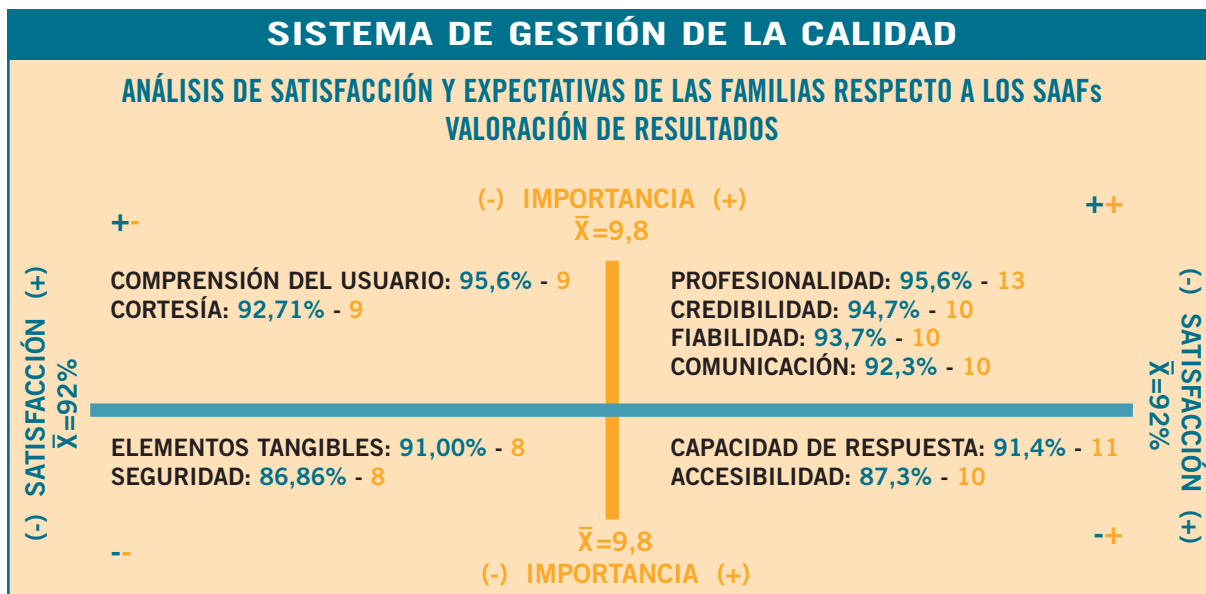 SISTEMA DE GESTIÓN DE LA CALIDAD
ANÁLISIS DE SATISFACCIÓN Y EXPECTATIVAS DE LAS FAMILIAS RESPECTO A LOS SAAFs
VALORACIÓN DE RESULTADOS
(-) IMPORTANCIA (+)
X̅=9,8
+-
++
(-) SATISFACCIÓN (+)
X̅=92%
COMPRENSIÓN DEL USUARIO: 95,6% - 9
CORTESÍA: 92,71% - 9
PROFESIONALIDAD: 95,6% - 13
CREDIBILIDAD: 94,7% - 10
FIABILIDAD: 93,7% - 10
COMUNICACIÓN: 92,3% - 10
(-) SATISFACCIÓN (+)
X̅=92%
ELEMENTOS TANGIBLES: 91,00% - 8
SEGURIDAD: 86,86% - 8
CAPACIDAD DE RESPUESTA: 91,4% - 11
ACCESIBILIDAD: 87,3% - 10
--
-+
X̅=9,8
(-) IMPORTANCIA (+)